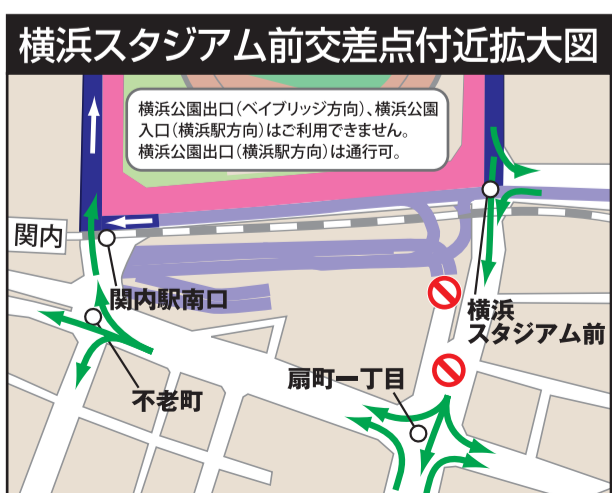 横浜スタジアム前交差点付近拡大図
横浜公園出口（ベイブリッジ方向）、横浜公園
入口（横浜駅方向）はご利用できません。
横浜公園出口（横浜駅方向）は通行可。
関内
関内駅南口
横浜
スタジアム前
扇町一丁目
不老町